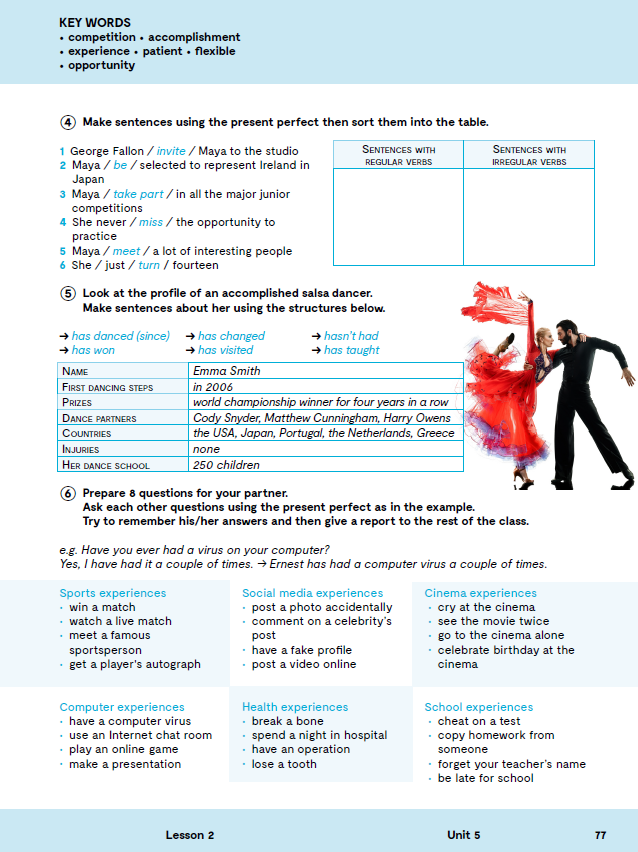 KEY WORDS
• competition • accomplishment
• experience • patient • flexible
• opportunity
4 Make sentences using the present perfect then sort them into the table.
1 George Fallon / invite / Maya to the studio
2 Maya / be / selected to represent Ireland in
Japan
3 Maya / take part / in all the major junior
competitions
4 She never / miss / the opportunity to
practice
5 Maya / meet / a lot of interesting people
6 She / just / turn / fourteen
SENTENCES WITH
REGULAR VERBS
SENTENCES WITH
IRREGULAR VERBS
5 Look at the profile of an accomplished salsa dancer.
Make sentences about her using the structures below.
→ has danced (since) → has changed → hasn't had
→ has won → has visited → has taught
NAME Emma Smith
FIRST DANCING STEPS in 2006
PRIZES world championship winner for four years in a row
DANCE PARTNERS Cody Snyder, Matthew Cunningham, Harry Owens
COUNTRIES the USA, Japan, Portugal, the Netherlands, Greece
INJURIES none
HER DANCE SCHOOL 250 children
6 Prepare 8 questions for your partner.
Ask each other questions using the present perfect as in the example.
Try to remember his/her answers and then give a report to the rest of the class.
e.g. Have you ever had a virus on your computer?
Yes, I have had it a couple of times. → Ernest has had a computer virus a couple of times.
Sports experiences
• win a match
• watch a live match
• meet a famous
sportsperson
• get a player's autograph
Social media experiences
• post a photo accidentally
• comment on a celebrity's
post
• have a fake profile
• post a video online
Cinema experiences
• cry at the cinema
• see the movie twice
• go to the cinema alone
• celebrate birthday at the
cinema
Computer experiences
• have a computer virus
• use an Internet chat room
• play an online game
• make a presentation
Health experiences
• break a bone
• spend a night in hospital
• have an operation
• lose a tooth
School experiences
• cheat on a test
• copy homework from
someone
• forget your teacher's name
• be late for school
Lesson 2 Unit 5 77